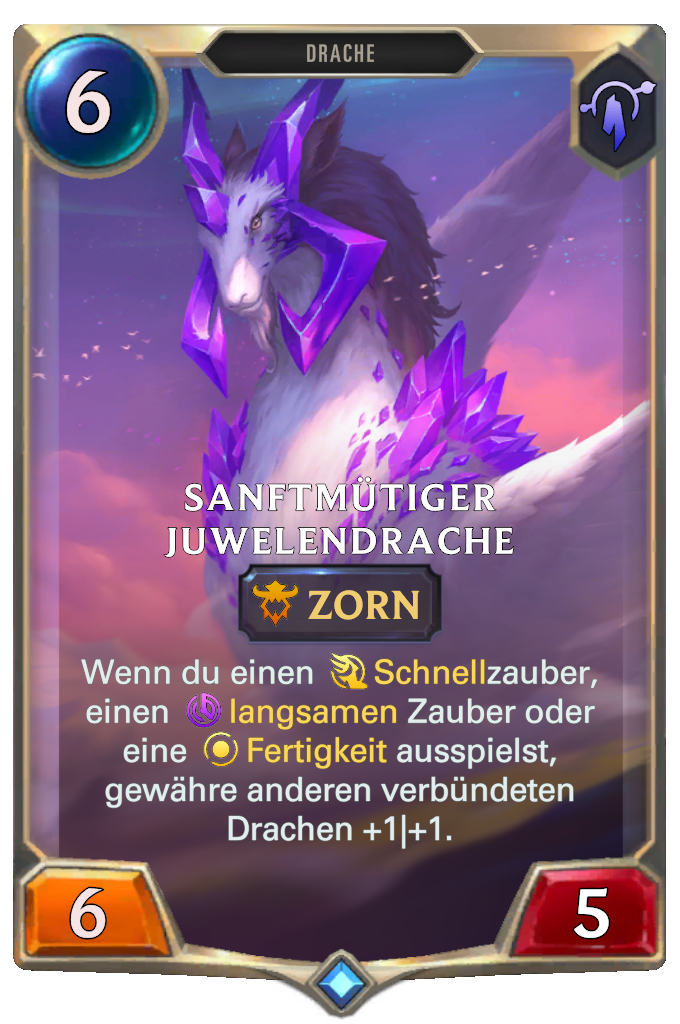 DRACHE
6
SANFTMÜTIGER
JUWELENDRACHE
ZORN
Wenn du einen Schnellzauber,
einen langsamen Zauber oder
eine Fertigkeit ausspielst,
gewähre anderen verbündeten
Drachen +1|+1.
6
5